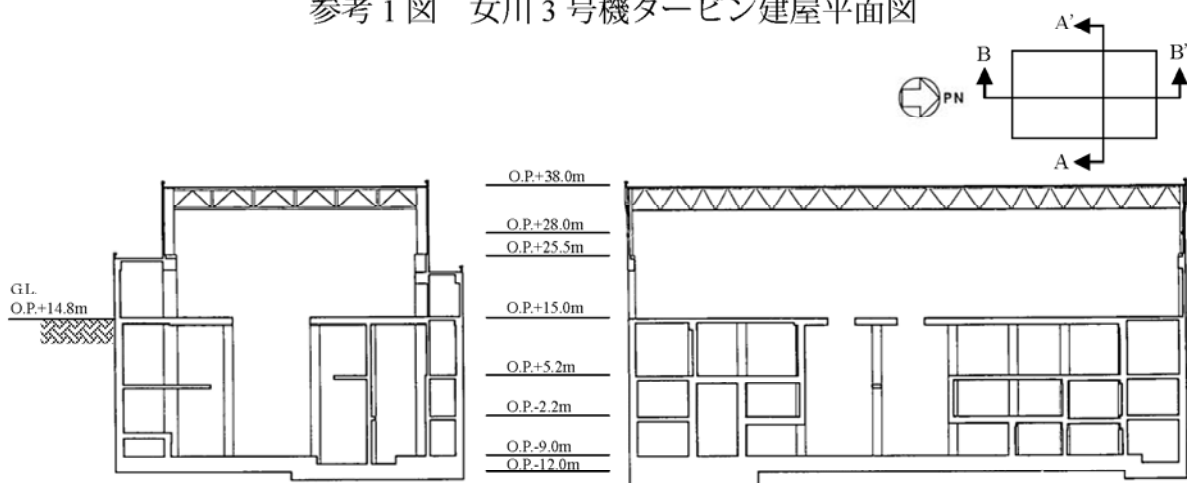 参考1図　女川3号機タービン建屋平面図
A'
B
B'
PN
A
O.P.+38.0m
O.P.+28.0m
O.P.+25.5m
G.L.
O.P.+14.8m
O.P.+15.0m
O.P.+5.2m
O.P.-2.2m
O.P.-9.0m
O.P.-12.0m